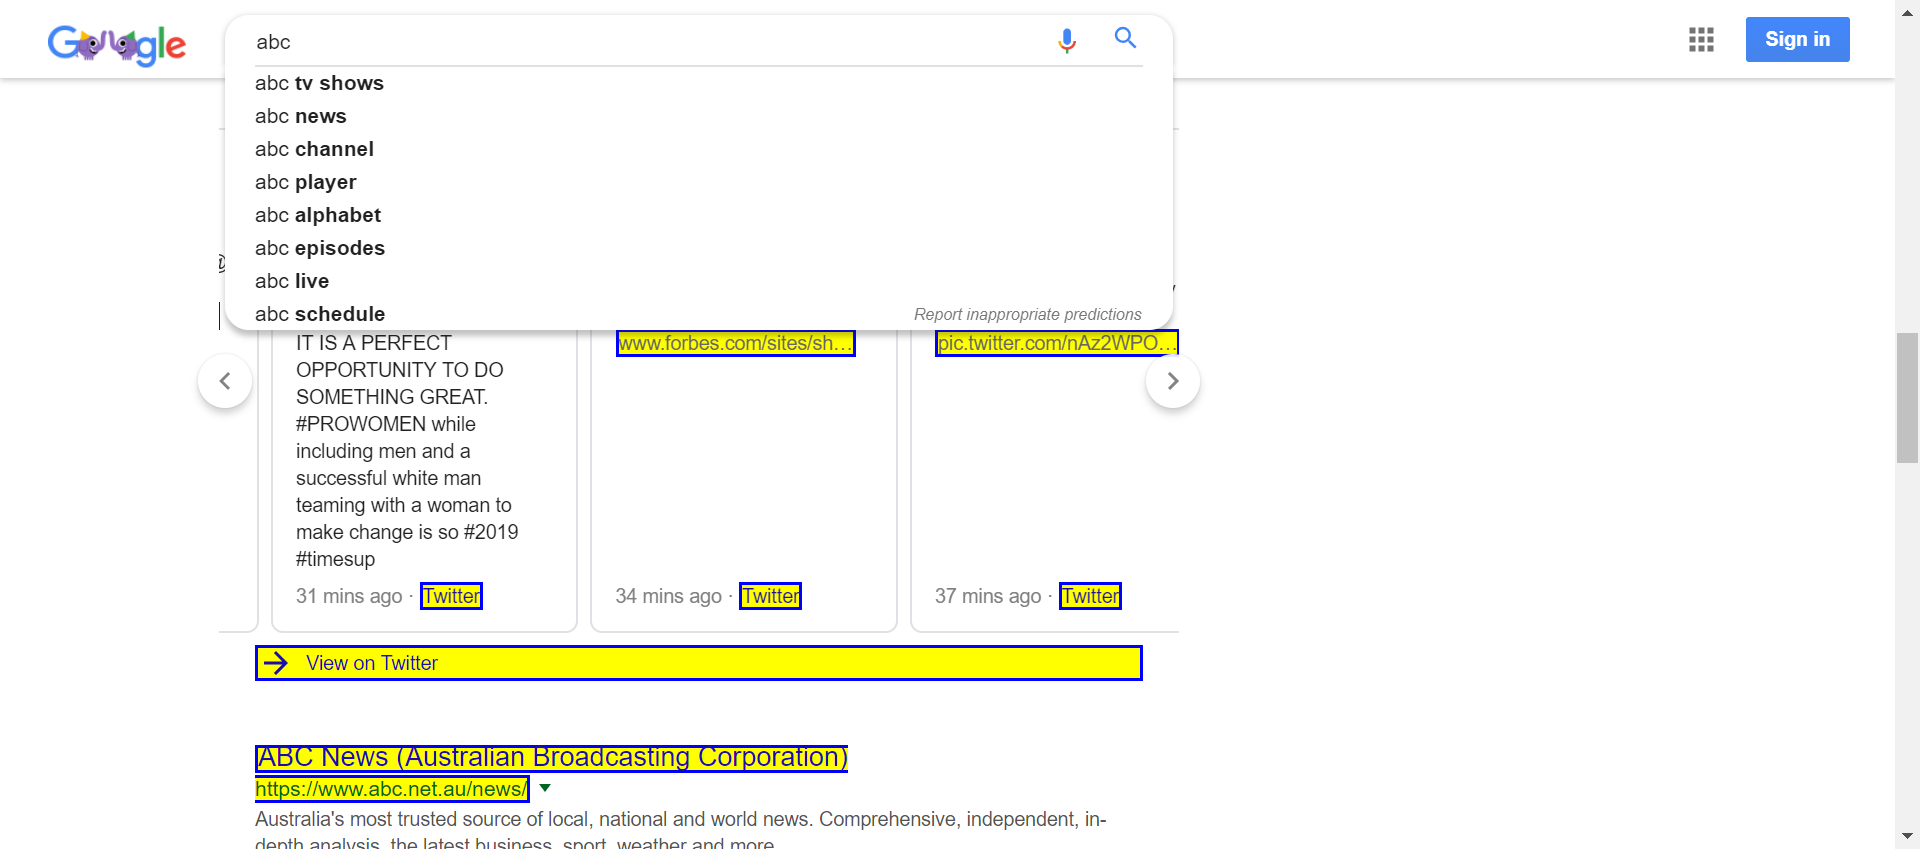 Google
abc
Sign in
abc tv shows
abc news
abc channel
abc player
abc alphabet
abc episodes
abc live
abc schedule
Report inappropriate predictions
@
IT IS A PERFECT
OPPORTUNITY TO DO
SOMETHING GREAT.
#PROWOMEN while
including men and a
successful white man
teaming with a woman to
make change is so #2019
#timesup
31 mins ago · Twitter
www.forbes.com/sites/sh...
34 mins ago · Twitter
pic.twitter.com/nAz2WPO...
37 mins ago · Twitter
View on Twitter
ABC News (Australian Broadcasting Corporation)
https://www.abc.net.au/news/
Australia's most trusted source of local, national and world news. Comprehensive, independent, in-
depth analysis, the latest business, sport, weather and more